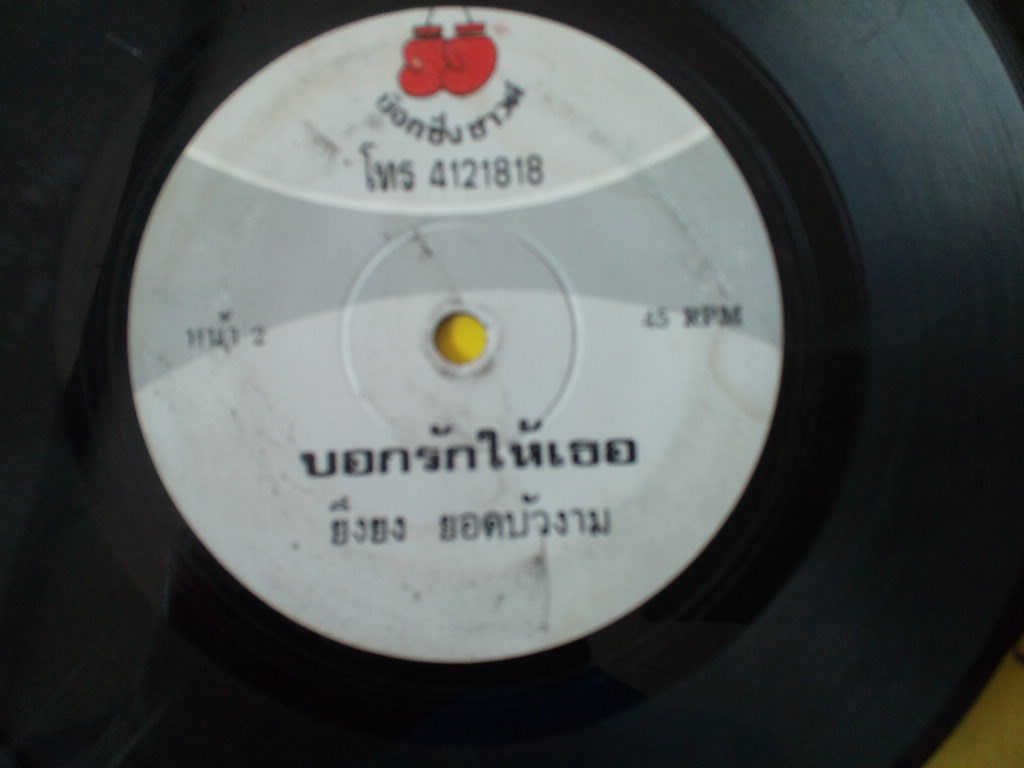 บ๊อกซิ่งซาวด์
โทร 4121818
หน้า 2
45 RPM
บอกรักให้เธอ
ยิ่งยง ยอดบัวงาม